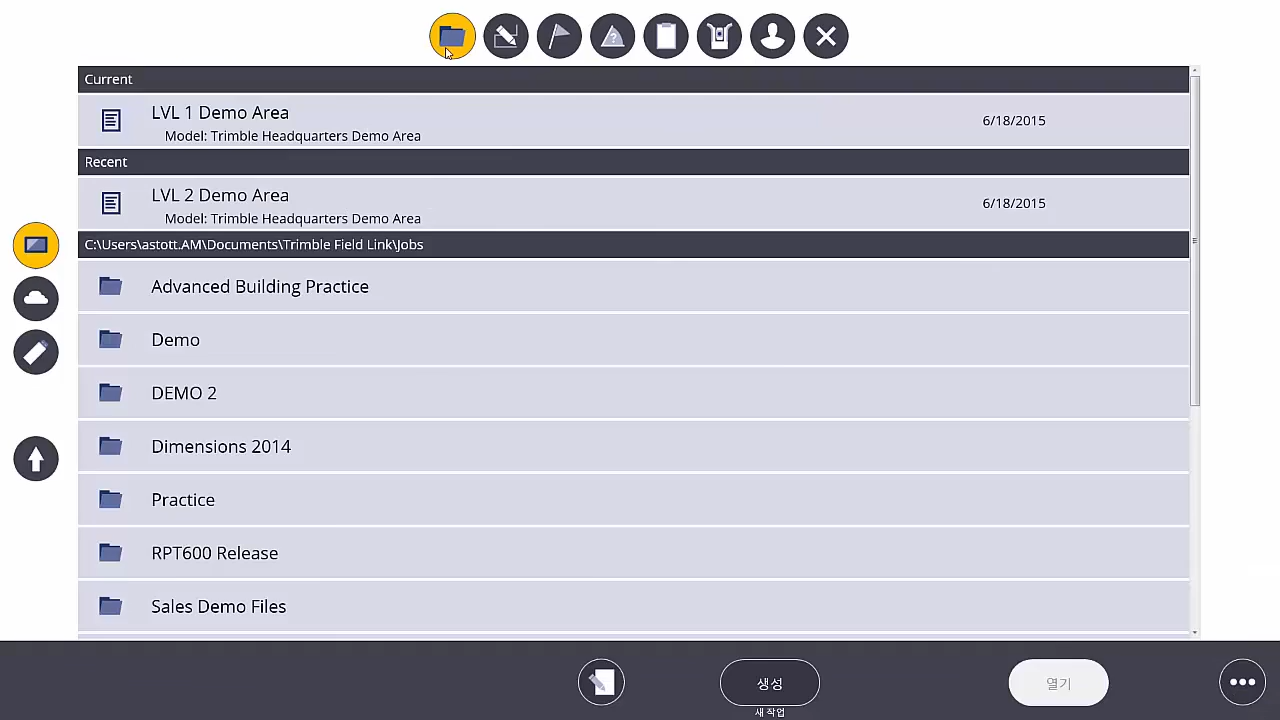 Current
LVL 1 Demo Area
Model: Trimble Headquarters Demo Area
6/18/2015
Recent
LVL 2 Demo Area
Model: Trimble Headquarters Demo Area
6/18/2015
C:\Users\astott.AM\Documents\Trimble Field Link\Jobs
Advanced Building Practice
Demo
DEMO 2
Dimensions 2014
Practice
RPT600 Release
Sales Demo Files
생성
새 작업
열기